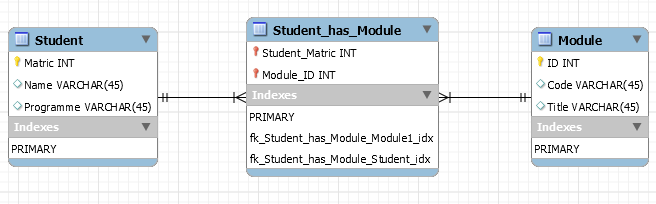 Student
Matric INT
Name VARCHAR(45)
Programme VARCHAR(45)
Indexes
PRIMARY
Student_has_Module
Student_Matric INT
Module_ID INT
Indexes
PRIMARY
fk_Student_has_Module_Module1_idx
fk_Student_has_Module_Student_idx
Module
ID INT
Code VARCHAR(45)
Title VARCHAR(45)
Indexes
PRIMARY